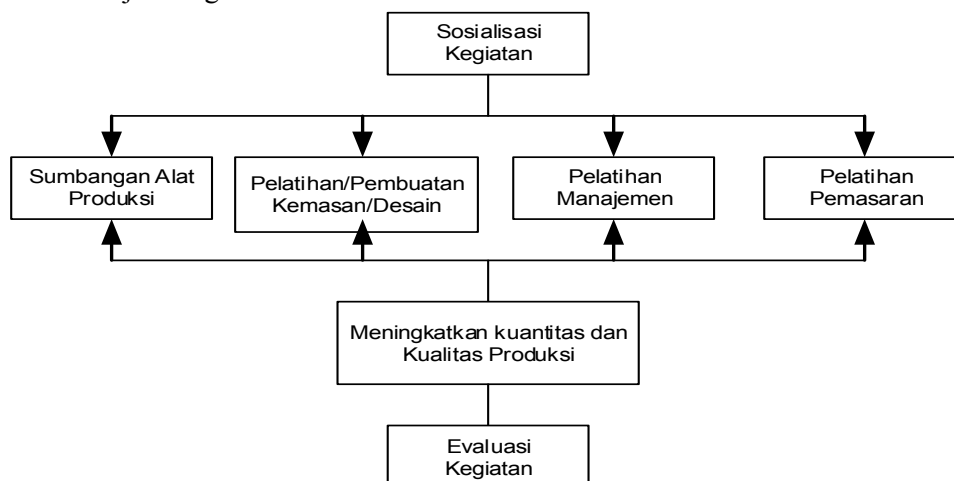 Sosialisasi
Kegiatan
Sumbangan Alat
Produksi
Pelatihan/Pembuatan
Kemasan/Desain
Pelatihan
Manajemen
Pelatihan
Pemasaran
Meningkatkan kuantitas dan
Kualitas Produksi
Evaluasi
Kegiatan